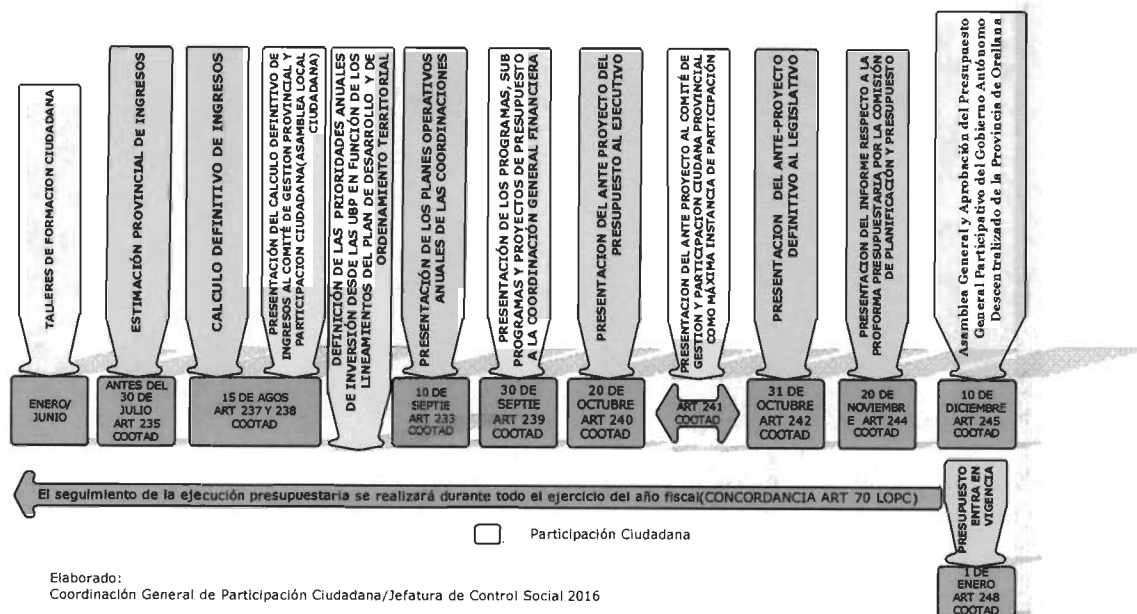 TALLERES DE FORMACION CIUDADANA
ENERO/
JUNIO
ESTIMACIÓN PROVINCIAL DE INGRESOS
ANTES DEL
30 DE
JULIO
ART 235
COOTAD
CALCULO DEFINITIVO DE INGRESOS
PRESENTACIÓN DEL CALCULO DEFINITIVO DE
INGRESOS AL COMITÉ DE GESTION PROVINCIAL Y
PARTICIPACION CIUDADANA(ASAMBLEA LOCAL
CIUDADANA)
15 DE AGOS
ART 237 Y 238
COOTAD
DEFINICIÓN DE LAS PRIORIDADES ANUALES
DE INVERSIÓN DESDE LAS UBP EN FUNCIÓN DE LOS
LINEAMIENTOS DEL PLAN DE DESARROLLO Y DE
ORDENAMIENTO TERRITORIAL
PRESENTACIÓN DE LOS PLANES OPERATIVOS
ANUALES DE LAS COORDINACIONES
10 DE
SEPTIE
ART 233
COOTAD
PRESENTACIÓN DE LOS PROGRAMAS, SUB
PROGRAMAS Y PROYECTOS DE PRESUPUESTO
A LA COORDINACIÓN GENERAL FINANCIERA
30 DE
SEPTIE
ART 239
COOTAD
PRESENTACION DEL ANTE PROYECTO DEL
PRESUPUESTO AL EJECUTIVO
20 DE
OCTUBRE
ART 240
COOTAD
PRESENTACION DEL ANTE PROYECTO AL COMITÉ DE
GESTION Y PARTICIPACIÓN CIUDADANA PROVINCIAL
COMO MÁXIMA INSTANCIA DE PARTICIPACIÓN
ART 241
COOTAD
PRESENTACION DEL ANTE-PROYECTO
DEFINITIVO AL LEGISLATIVO
31 DE
OCTUBRE
ART 242
COOTAD
PRESENTACION DEL INFORME RESPECTO A LA
PROFORMA PRESUPUESTARIA POR LA COMISIÓN
DE PLANIFICACIÓN Y PRESUPUESTO
20 DE
NOVIEMBR
E ART 244
COOTAD
Asamblea General y Aprobación del Presupuesto
General Participativo del Gobierno Autónomo
Descentralizado de la Provincia de Orellana
10 DE
DICIEMBRE
ART 245
COOTAD
El seguimiento de la ejecución presupuestaria se realizará durante todo el ejercicio del año fiscal(CONCORDANCIA ART 70 LOPC)
PRESUPUESTO
ENTRA EN
VIGENCIA
1 DE
ENERO
ART 248
COOTAD
Participación Ciudadana
Elaborado:
Coordinación General de Participación Ciudadana/Jefatura de Control Social 2016